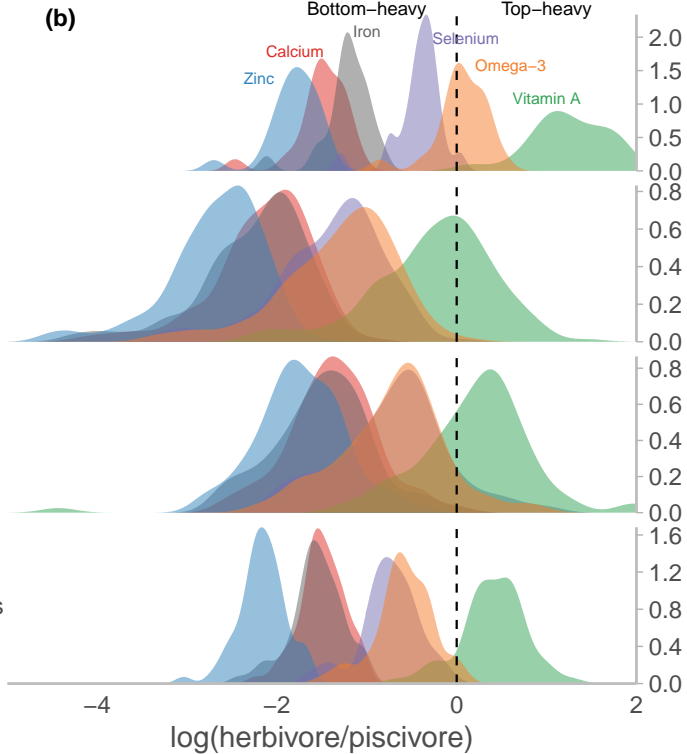 (b)
Bottom−heavy
Top−heavy
Iron
Selenium
Calcium
Omega−3
Zinc
Vitamin A
2.0
1.5
1.0
0.5
0.0
0.8
0.6
0.4
0.2
0.0
0.8
0.6
0.4
0.2
0.0
1.6
1.2
0.8
s
0.4
0.0
−4
−2
0
2
log(herbivore/piscivore)